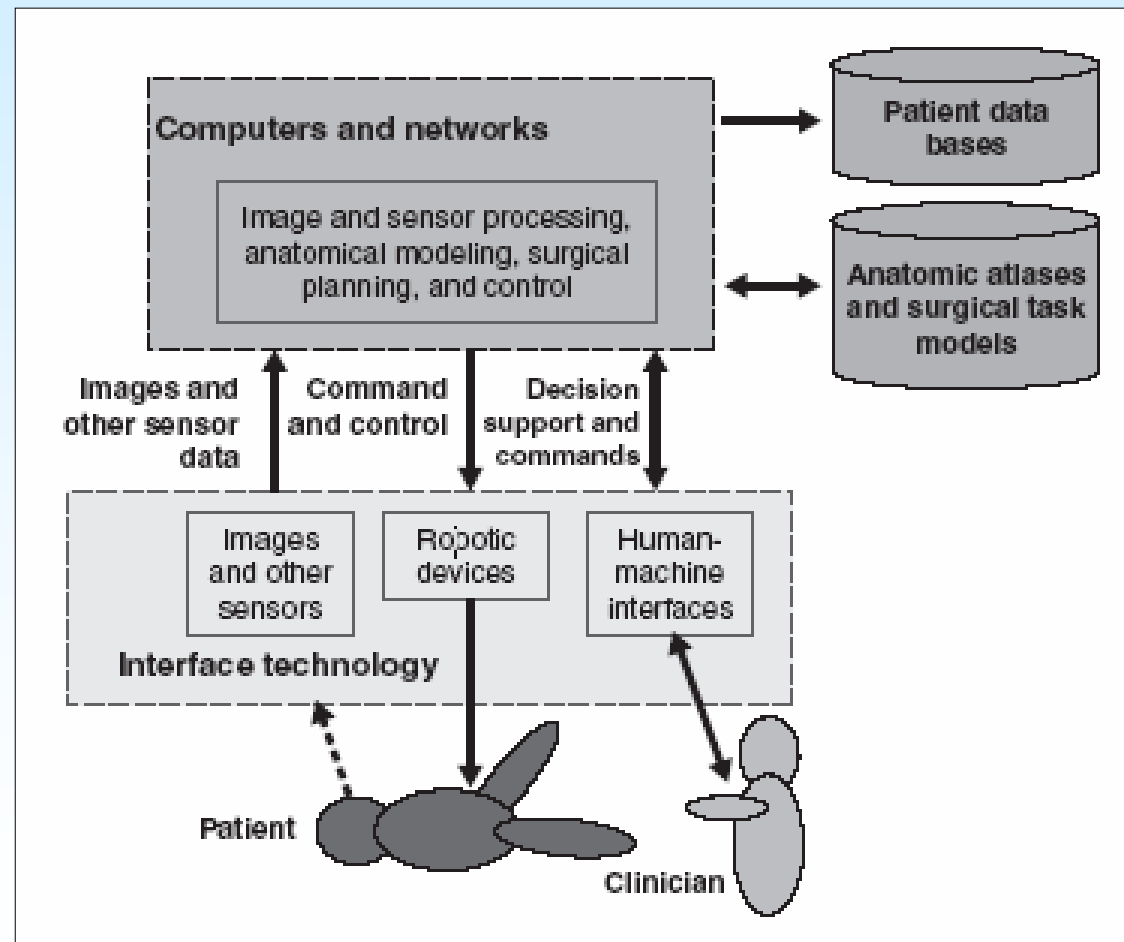 Computers and networks
Image and sensor processing,
anatomical modeling, surgical
planning, and control
Patient data
bases
Anatomic atlases
and surgical task
models
Images and
other sensor
data
Command
and control
Decision
support and
commands
Images
and other
sensors
Robotic
devices
Human-
machine
interfaces
Interface technology
Patient
Clinician